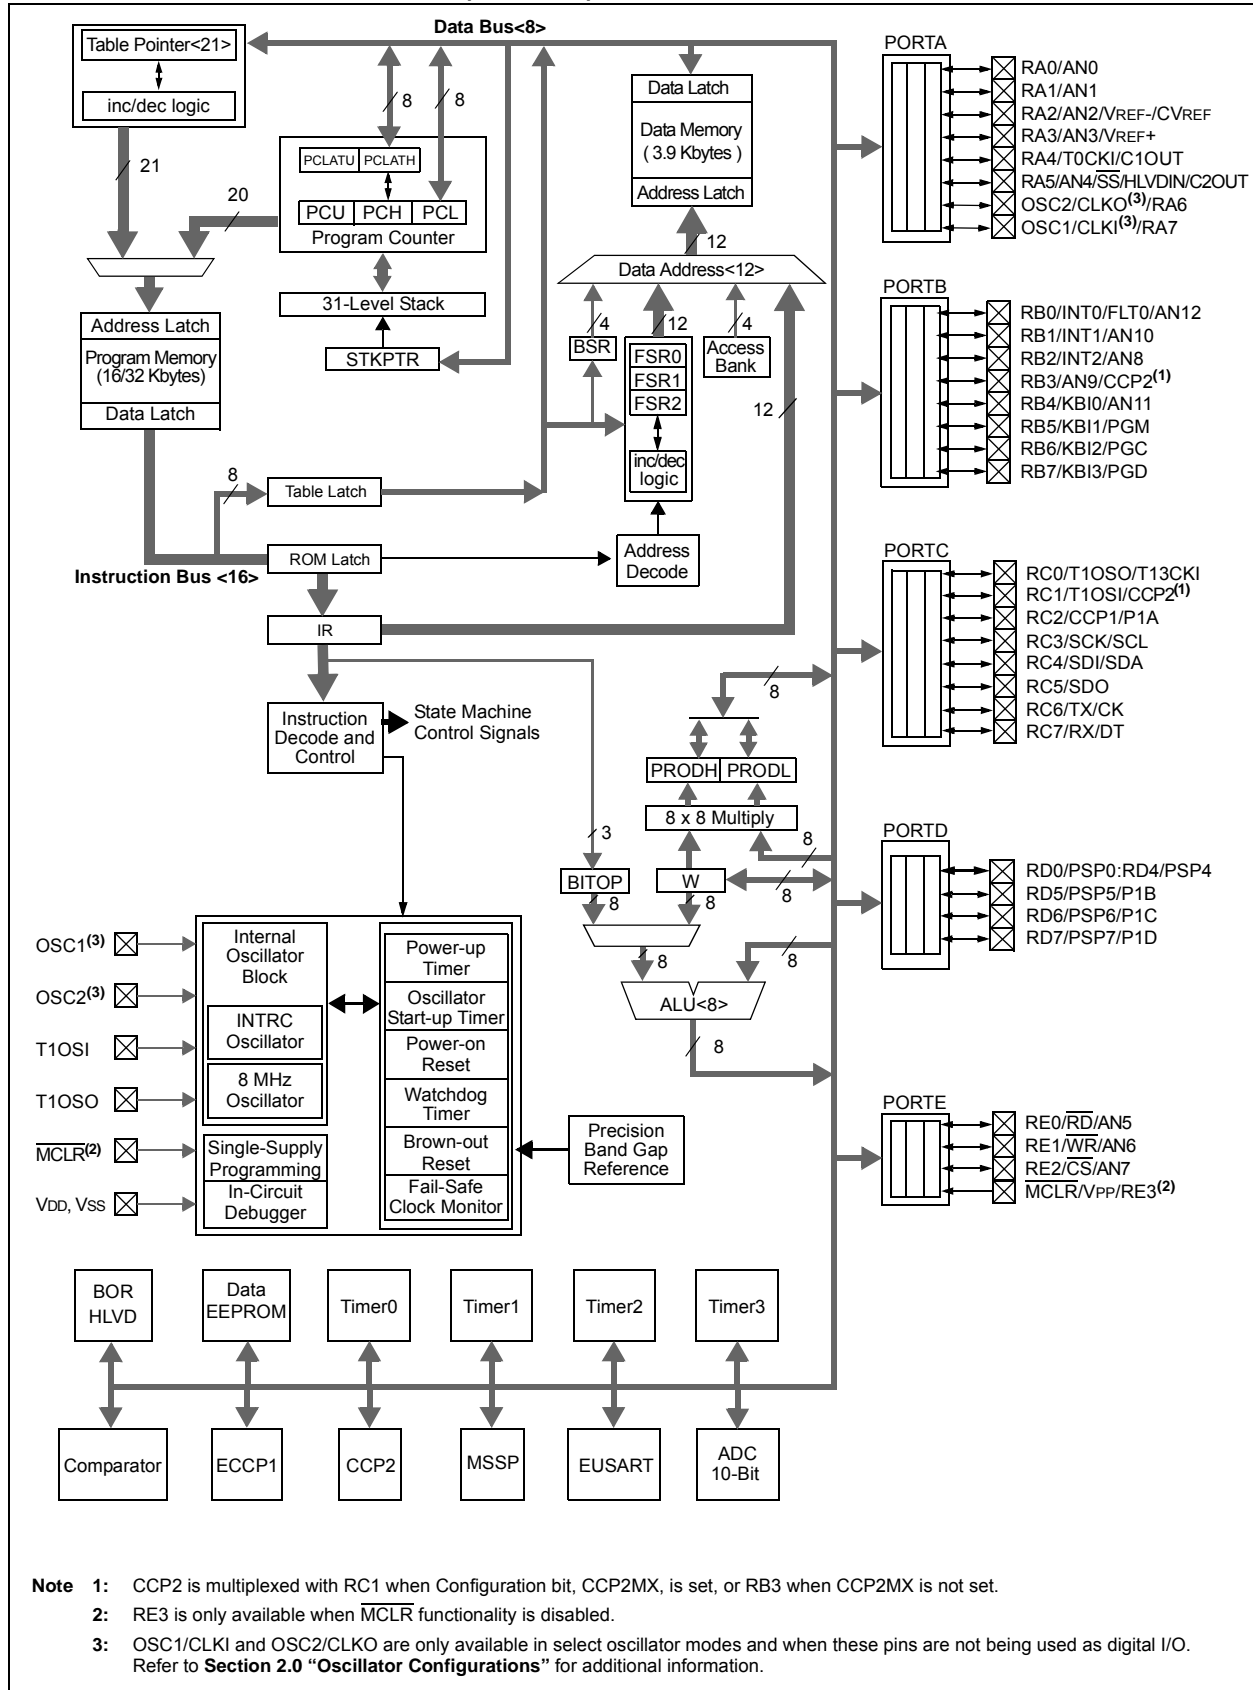 Data Bus<8>
Table Pointer<21>
inc/dec logic
21
20
8
8
PCLATU PCLATH
PCU PCH PCL
Program Counter
31-Level Stack
STKPTR
Address Latch
Program Memory
(16/32 Kbytes)
Data Latch
8
Instruction Bus <16>
Table Latch
ROM Latch
IR
Data Latch
Data Memory
( 3.9 Kbytes )
Address Latch
12
Data Address<12>
4
12
4
BSR
FSR0
FSR1
FSR2
inc/dec
logic
Access
Bank
12
Address
Decode
Instruction
Decode and
Control
State Machine
Control Signals
8
PRODH PRODL
8 x 8 Multiply
3
8
BITOP
W
8
8
8
8
8
ALU<8>
8
OSC1(3)
OSC2(3)
T1OSI
T1OSO
MCLR(2)
VDD, VSS
Internal
Oscillator
Block
INTRC
Oscillator
8 MHz
Oscillator
Single-Supply
Programming
In-Circuit
Debugger
Power-up
Timer
Oscillator
Start-up Timer
Power-on
Reset
Watchdog
Timer
Brown-out
Reset
Fail-Safe
Clock Monitor
Precision
Band Gap
Reference
PORTA
RA0/AN0
RA1/AN1
RA2/AN2/VREF-/CVREF
RA3/AN3/VREF+
RA4/T0CKI/C1OUT
RA5/AN4/SS/HLVDIN/C2OUT
OSC2/CLKO(3)/RA6
OSC1/CLKI(3)/RA7
PORTB
RB0/INT0/FLT0/AN12
RB1/INT1/AN10
RB2/INT2/AN8
RB3/AN9/CCP2(1)
RB4/KBI0/AN11
RB5/KBI1/PGM
RB6/KBI2/PGC
RB7/KBI3/PGD
PORTC
RC0/T1OSO/T13CKI
RC1/T1OSI/CCP2(1)
RC2/CCP1/P1A
RC3/SCK/SCL
RC4/SDI/SDA
RC5/SDO
RC6/TX/CK
RC7/RX/DT
PORTD
RD0/PSP0:RD4/PSP4
RD5/PSP5/P1B
RD6/PSP6/P1C
RD7/PSP7/P1D
PORTE
RE0/RD/AN5
RE1/WR/AN6
RE2/CS/AN7
MCLR/VPP/RE3(2)
BOR
HLVD
Data
EEPROM
Timer0
Timer1
Timer2
Timer3
Comparator
ECCP1
CCP2
MSSP
EUSART
ADC
10-Bit
Note 1: CCP2 is multiplexed with RC1 when Configuration bit, CCP2MX, is set, or RB3 when CCP2MX is not set.
2: RE3 is only available when MCLR functionality is disabled.
3: OSC1/CLKI and OSC2/CLKO are only available in select oscillator modes and when these pins are not being used as digital I/O.
Refer to Section 2.0 “Oscillator Configurations” for additional information.